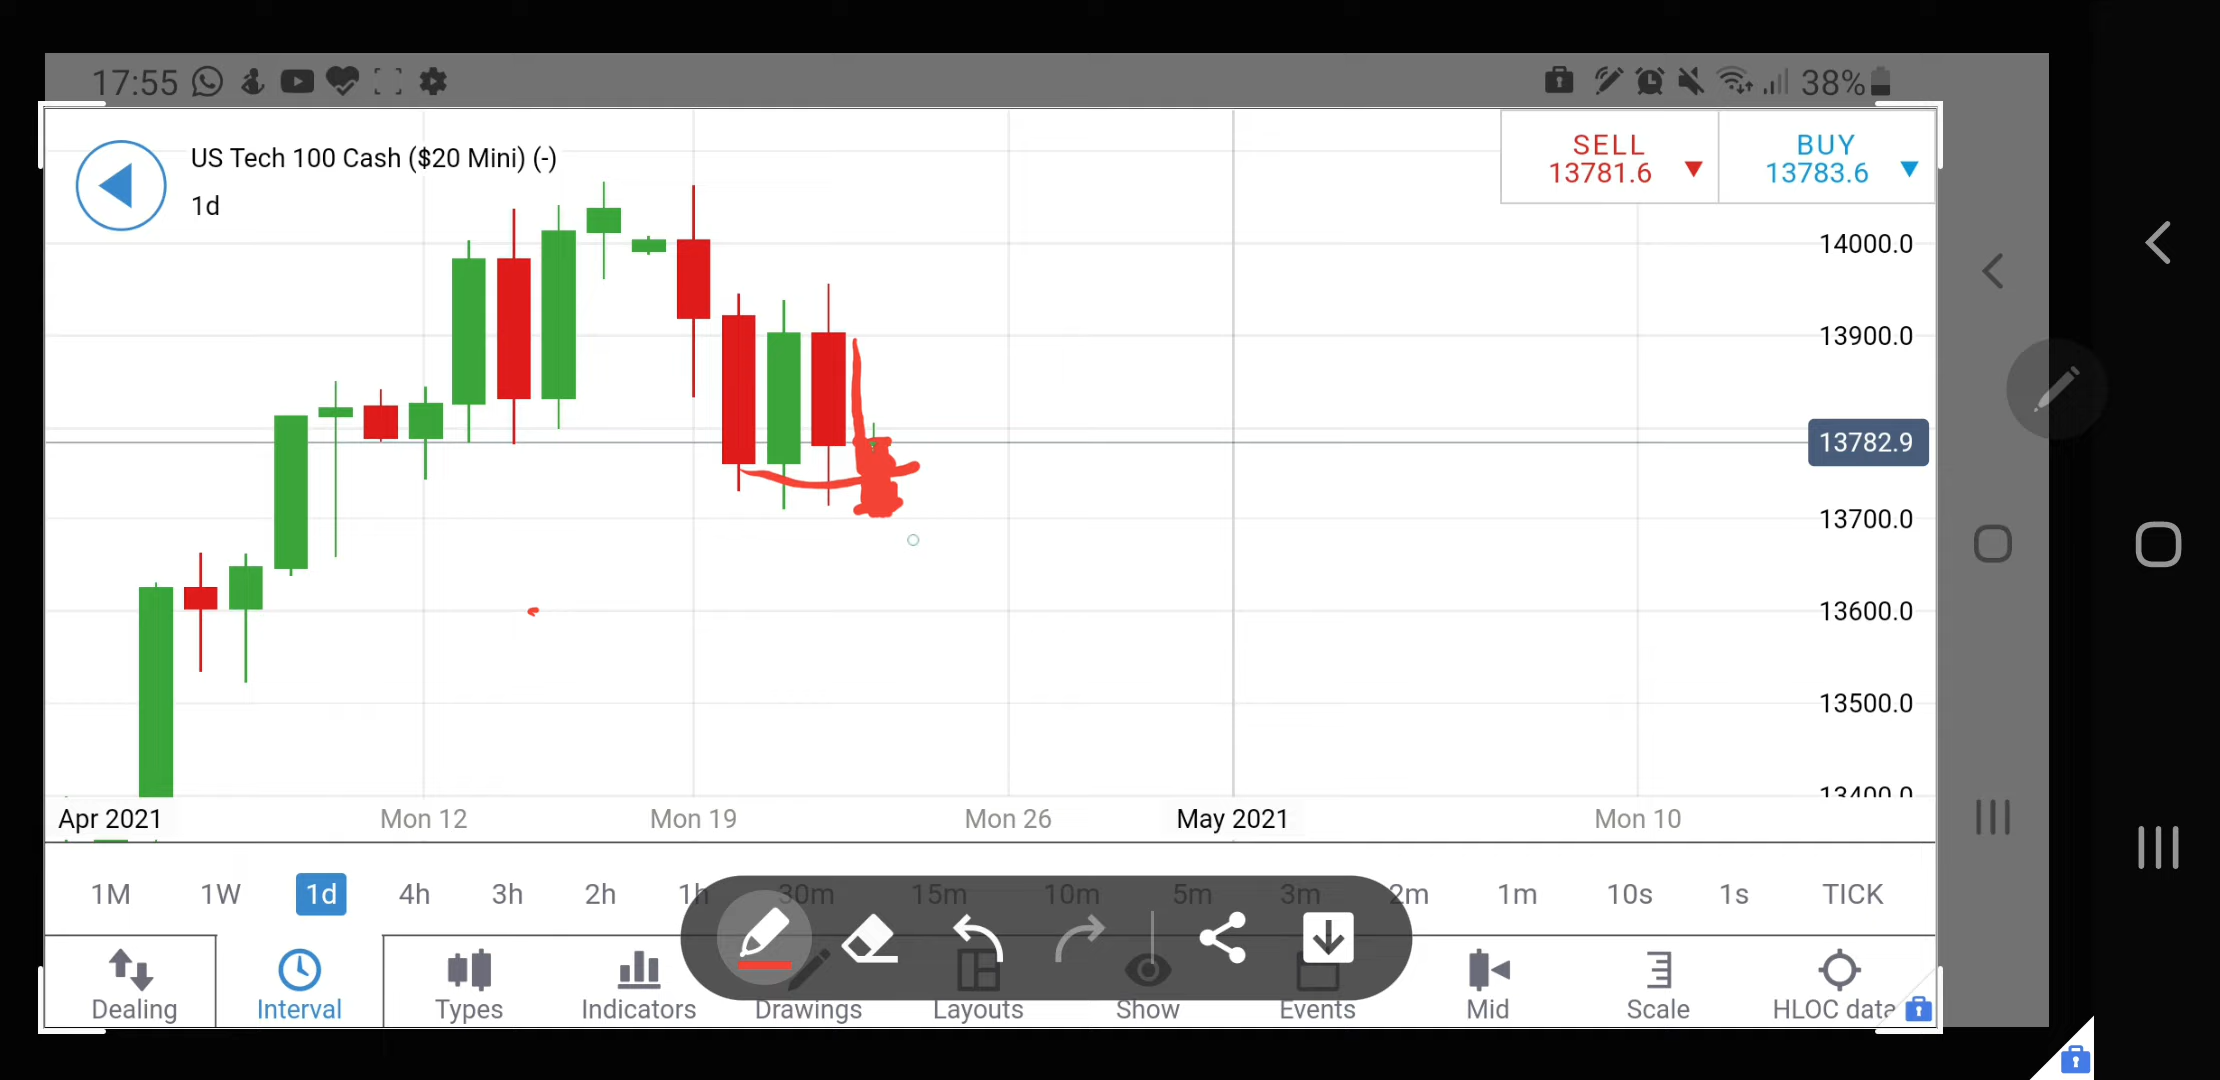 17:55
38%
US Tech 100 Cash ($20 Mini) (-)
1d
SELL
13781.6
BUY
13783.6
14000.0
13900.0
13782.9
13700.0
13600.0
13500.0
13400.0
Apr 2021
Mon 12
Mon 19
Mon 26
May 2021
Mon 10
1M
1W
1d
4h
3h
2h
1h
30m
15m
10m
5m
3m
2m
1m
10s
1s
TICK
Dealing
Interval
Types
Indicators
Drawings
Layouts
Show
Events
Mid
Scale
HLOC data